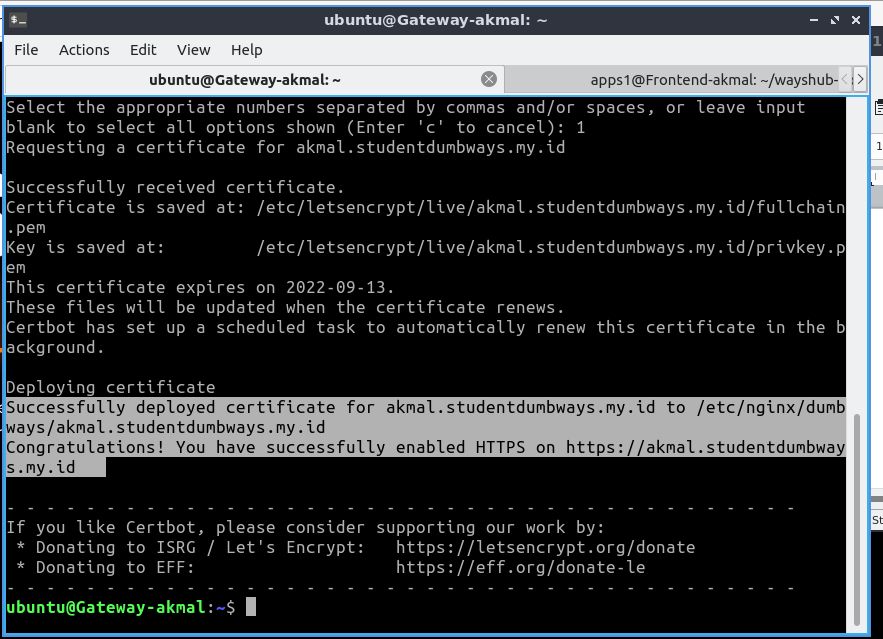 ubuntu@Gateway-akmal: ~
File Actions Edit View Help
ubuntu@Gateway-akmal: ~
apps1@Frontend-akmal: ~/wayshub-
Select the appropriate numbers separated by commas and/or spaces, or leave input
blank to select all options shown (Enter 'c' to cancel): 1
Requesting a certificate for akmal.studentdumbways.my.id
Successfully received certificate.
Certificate is saved at: /etc/letsencrypt/live/akmal.studentdumbways.my.id/fullchain
.pem
Key is saved at:         /etc/letsencrypt/live/akmal.studentdumbways.my.id/privkey.p
em
This certificate expires on 2022-09-13.
These files will be updated when the certificate renews.
Certbot has set up a scheduled task to automatically renew this certificate in the b
ackground.
Deploying certificate
Successfully deployed certificate for akmal.studentdumbways.my.id to /etc/nginx/dumb
ways/akmal.studentdumbways.my.id
Congratulations! You have successfully enabled HTTPS on https://akmal.studentdumbway
s.my.id
- - - - - - - - - - - - - - - - - - - - - - - - - - - - - - - - - - - - - - - -
If you like Certbot, please consider supporting our work by:
 * Donating to ISRG / Let's Encrypt:   https://letsencrypt.org/donate
 * Donating to EFF:                    https://eff.org/donate-le
- - - - - - - - - - - - - - - - - - - - - - - - - - - - - - - - - - - - - - - -
ubuntu@Gateway-akmal:~$
1
1
St